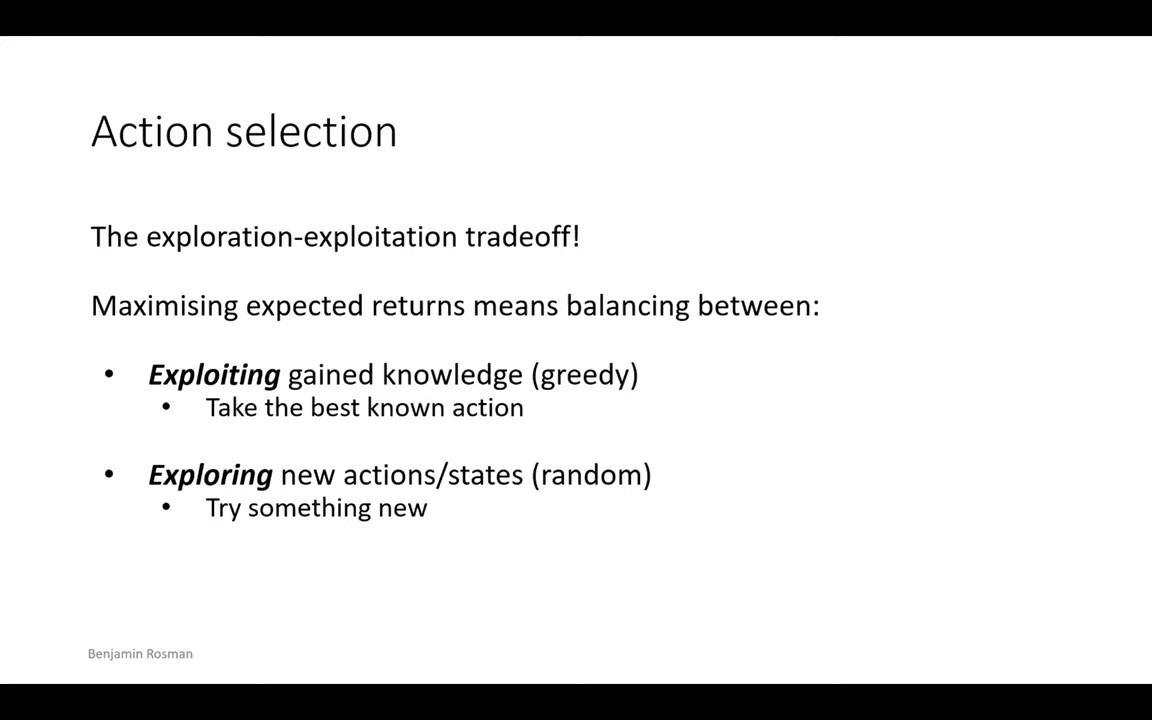 Action selection
The exploration-exploitation tradeoff!
Maximising expected returns means balancing between:
• Exploiting gained knowledge (greedy)
• Take the best known action
• Exploring new actions/states (random)
• Try something new
Benjamin Rosman